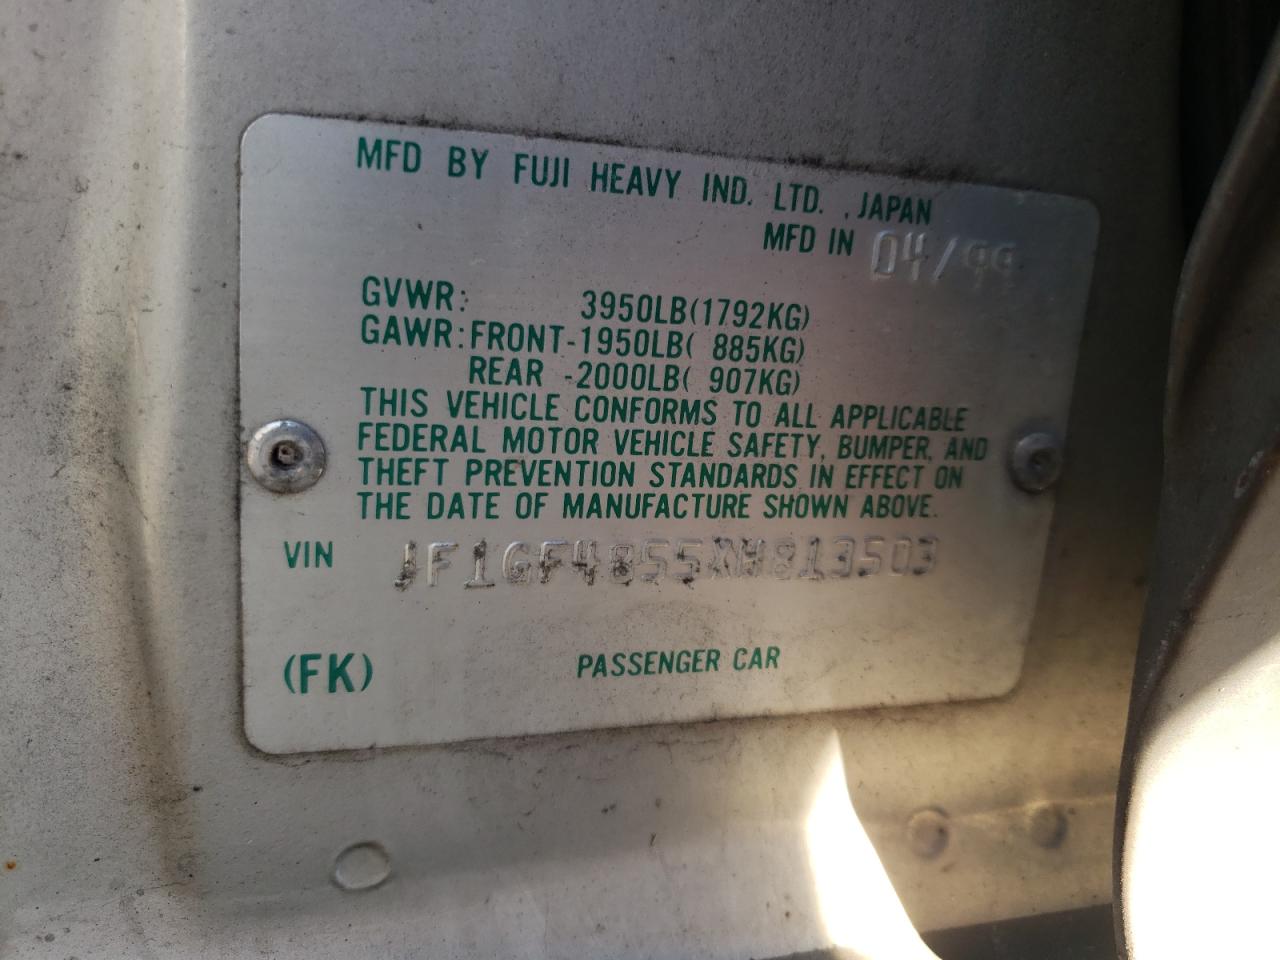 MFD BY FUJI HEAVY IND. LTD. , JAPAN
MFD IN 04/99
GVWR: 3950LB(1792KG)
GAWR:FRONT-1950LB( 885KG)
REAR -2000LB( 907KG)
THIS VEHICLE CONFORMS TO ALL APPLICABLE
FEDERAL MOTOR VEHICLE SAFETY, BUMPER, AND
THEFT PREVENTION STANDARDS IN EFFECT ON
THE DATE OF MANUFACTURE SHOWN ABOVE.
VIN JF1GF4855XH813503
(FK) PASSENGER CAR